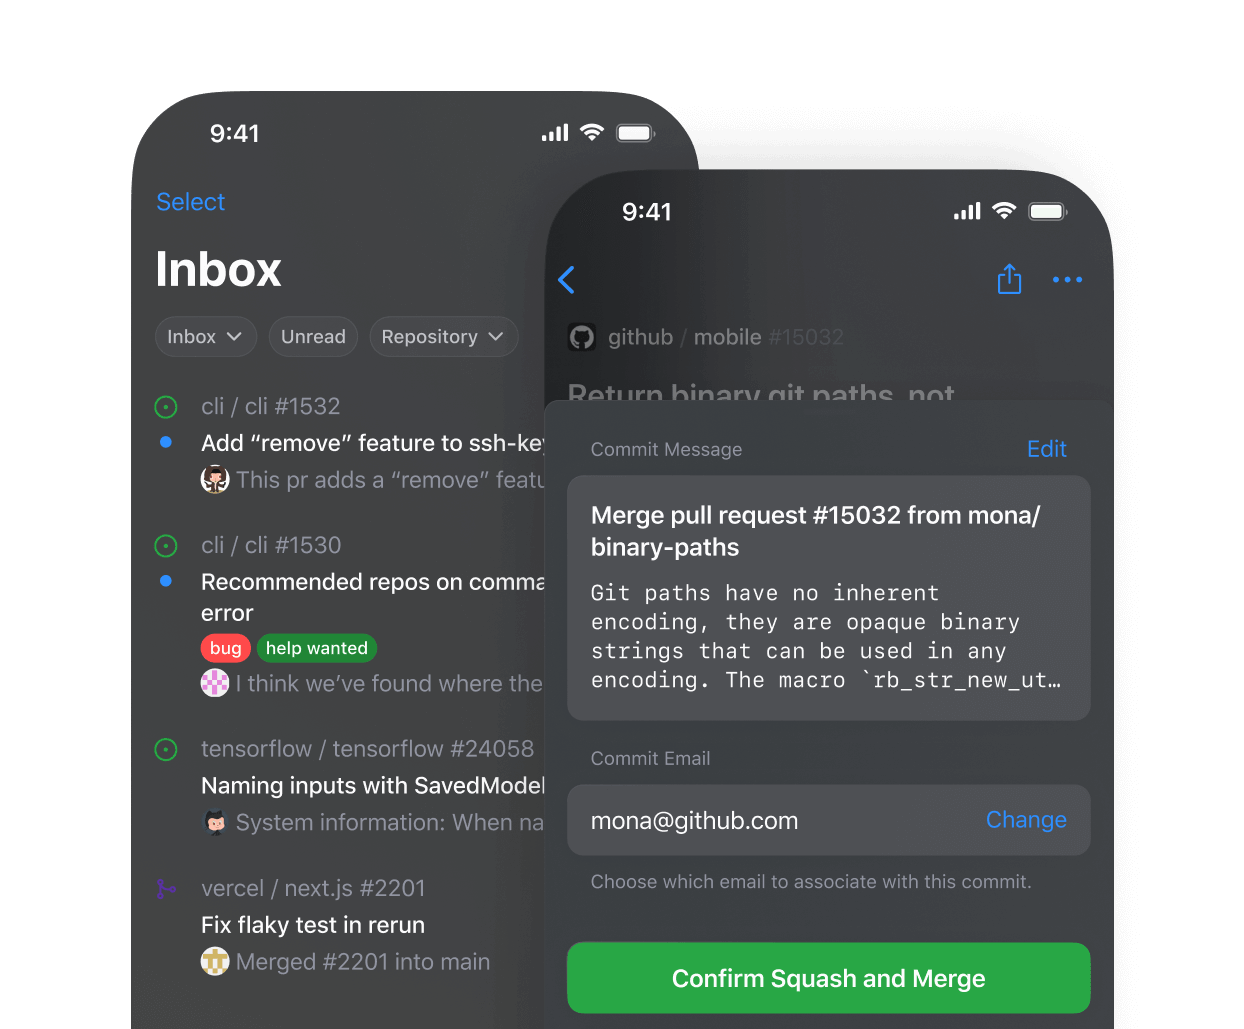 9:41
Select
Inbox
Inbox
Unread
Repository
cli / cli #1532
Add “remove” feature to ssh-key
This pr adds a “remove” featu
cli / cli #1530
Recommended repos on comma
error
bug
help wanted
I think we’ve found where the
tensorflow / tensorflow #24058
Naming inputs with SavedModel
System information: When na
vercel / next.js #2201
Fix flaky test in rerun
Merged #2201 into main
9:41
github / mobile #15032
Return binary git paths, not
Commit Message
Edit
Merge pull request #15032 from mona/
binary-paths
Git paths have no inherent
encoding, they are opaque binary
strings that can be used in any
encoding. The macro `rb_str_new_ut…
Commit Email
mona@github.com
Change
Choose which email to associate with this commit.
Confirm Squash and Merge